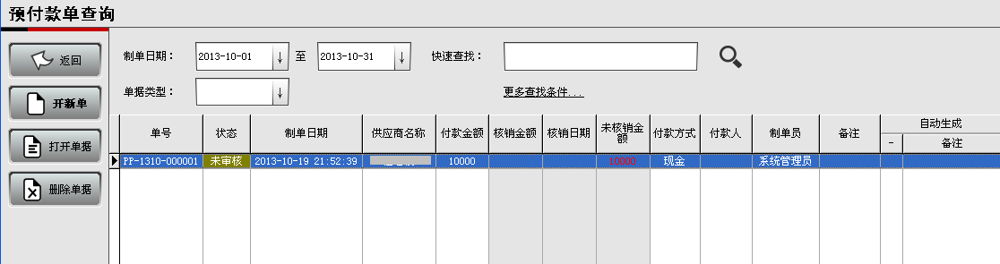 预付款单查询
返回
制单日期： 2013-10-01 至 2013-10-31 快速查找：
开新单
单据类型： 更多查找条件...
打开单据
删除单据
单号 状态 制单日期 供应商名称 付款金额 核销金额 核销日期 未核销金额 付款方式 付款人 制单员 备注 自动生成
- 备注
PP-1310-000001 未审核 2013-10-19 21:52:39 10000 10000 现金 系统管理员